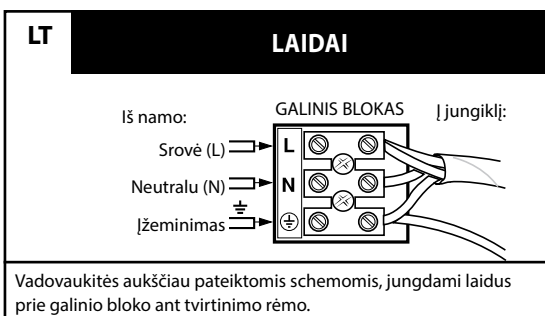 LT
LAIDAI
Iš namo:
GALINIS BLOKAS
Į jungiklį:
Srovė (L)
L
Neutralu (N)
N
Įžeminimas
Vadovaukitės aukščiau pateiktomis schemomis, jungdami laidus
prie galinio bloko ant tvirtinimo rėmo.